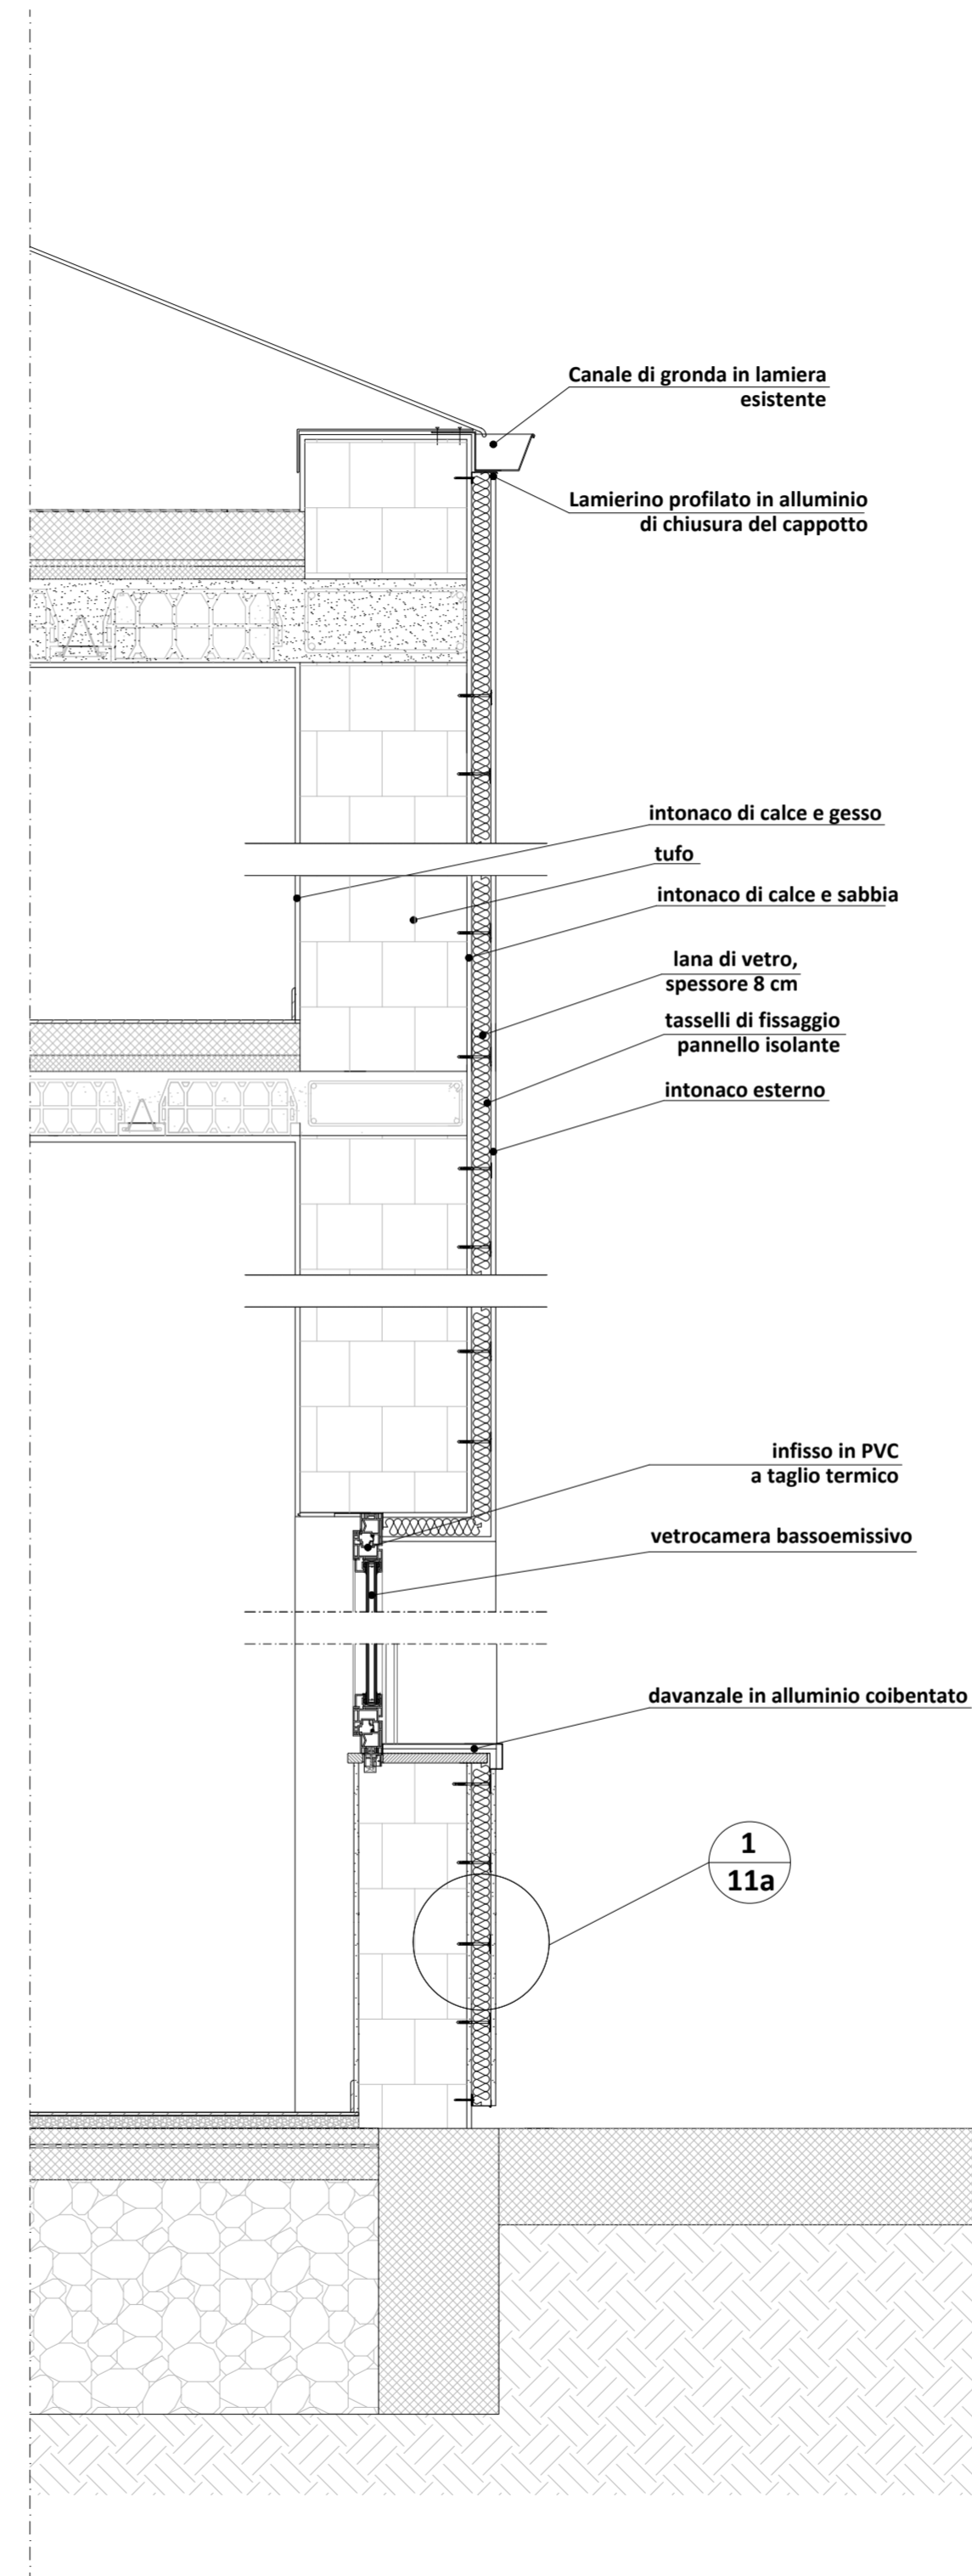 Canale di gronda in lamiera
esistente
Lamierino profilato in alluminio
di chiusura del cappotto
intonaco di calce e gesso
tufo
intonaco di calce e sabbia
lana di vetro,
spessore 8 cm
tasselli di fissaggio
pannello isolante
intonaco esterno
infisso in PVC
a taglio termico
vetrocamera bassoemissivo
davanzale in alluminio coibentato
1
11a